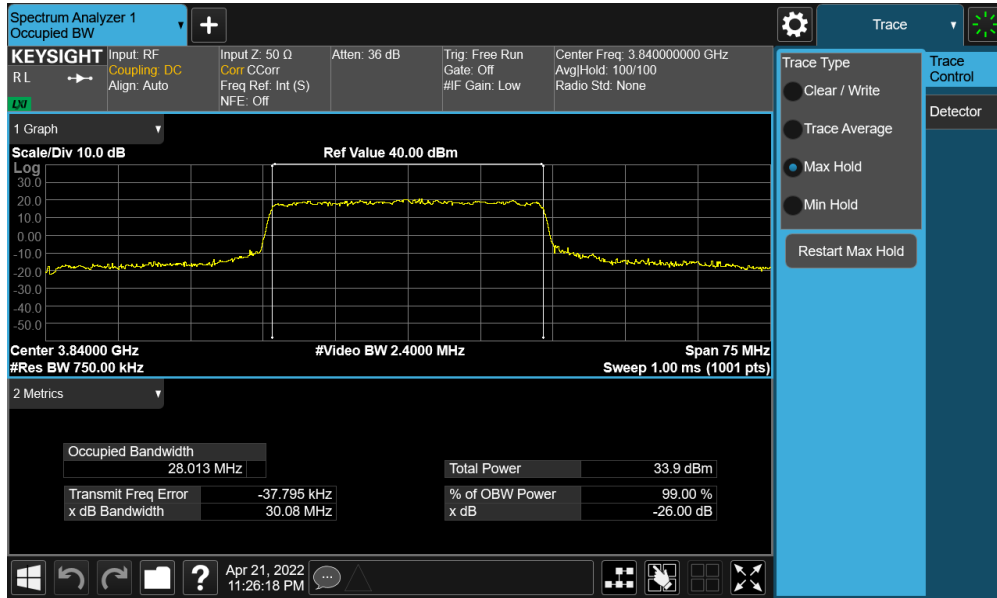 Spectrum Analyzer 1
Occupied BW
+
Trace
KEYSIGHT
R L
LXI
Input: RF
Coupling: DC
Align: Auto
Input Z: 50 Ω
Corr CCorr
Freq Ref: Int (S)
NFE: Off
Atten: 36 dB
Trig: Free Run
Gate: Off
#IF Gain: Low
Center Freq: 3.840000000 GHz
Avg|Hold: 100/100
Radio Std: None
Trace Type
Clear / Write
Trace Average
Max Hold
Min Hold
Restart Max Hold
Trace
Control
Detector
1 Graph
Scale/Div 10.0 dB
Ref Value 40.00 dBm
Log
30.0
20.0
10.0
0.00
-10.0
-20.0
-30.0
-40.0
-50.0
Center 3.84000 GHz
#Video BW 2.4000 MHz
Span 75 MHz
#Res BW 750.00 kHz
Sweep 1.00 ms (1001 pts)
2 Metrics
Occupied Bandwidth
28.013 MHz
Total Power 33.9 dBm
Transmit Freq Error -37.795 kHz
% of OBW Power 99.00 %
x dB Bandwidth 30.08 MHz
x dB -26.00 dB
?
Apr 21, 2022
11:26:18 PM